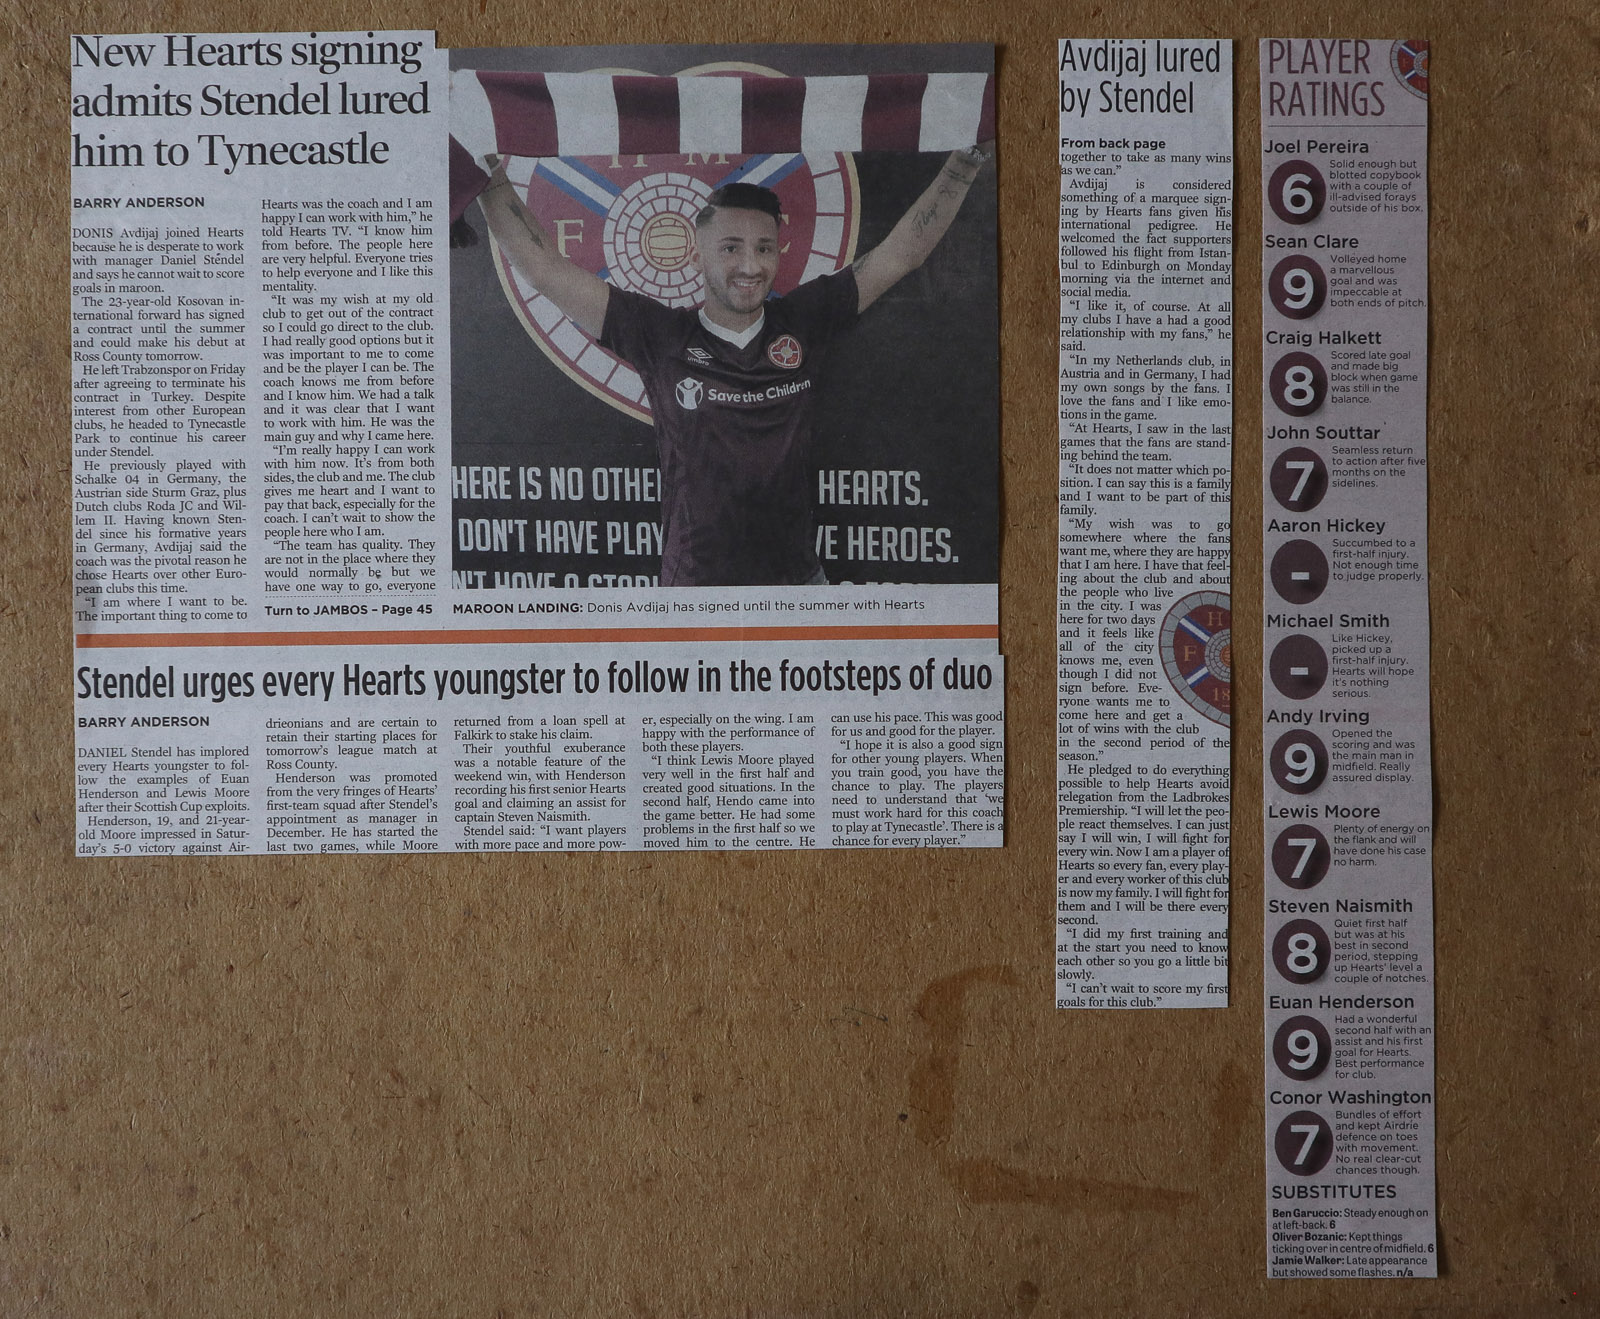 New Hearts signing
admits Stendel lured
him to Tynecastle
BARRY ANDERSON
DONIS Avdijaj joined Hearts
because he is desperate to work
with manager Daniel Stendel
and says he cannot wait to score
goals in maroon.
The 23-year-old Kosovan in-
ternational forward has signed
a contract until the summer
and could make his debut at
Ross County tomorrow.
He left Trabzonspor on Friday
after agreeing to terminate his
contract in Turkey. Despite
interest from other European
clubs, he headed to Tynecastle
Park to continue his career
under Stendel.
He previously played with
Schalke 04 in Germany, the
Austrian side Sturm Graz, plus
Dutch clubs Roda JC and Wil-
lem II. Having known Sten-
del since his formative years
in Germany, Avdijaj said the
coach was the pivotal reason he
chose Hearts over other Euro-
pean clubs this time.
"I am where I want to be.
The important thing to come to
Hearts was the coach and I am
happy I can work with him," he
told Hearts TV. "I know him
from before. The people here
are very helpful. Everyone tries
to help everyone and I like this
mentality.
"It was my wish at my old
club to get out of the contract
so I could go direct to the club.
I had really good options but it
was important to me to come
and be the player I can be. The
coach knows me from before
and I know him. We had a talk
and it was clear that I want
to work with him. He was the
main guy and why I came here.
"I'm really happy I can work
with him now. It's from both
sides, the club and me. The club
gives me heart and I want to
pay that back, especially for the
coach. I can't wait to show the
people here who I am.
"The team has quality. They
are not in the place where they
would normally be but we
have one way to go, everyone
Turn to JAMBOS – Page 45
H M
F C
umbro
Save the Children
HERE IS NO OTHE HEARTS.
DON'T HAVE PLAY VE HEROES.
N'T HAVE A STAD
MAROON LANDING: Donis Avdijaj has signed until the summer with Hearts
Stendel urges every Hearts youngster to follow in the footsteps of duo
BARRY ANDERSON
DANIEL Stendel has implored
every Hearts youngster to fol-
low the examples of Euan
Henderson and Lewis Moore
after their Scottish Cup exploits.
Henderson, 19, and 21-year-
old Moore impressed in Satur-
day's 5-0 victory against Air-
drieonians and are certain to
retain their starting places for
tomorrow's league match at
Ross County.
Henderson was promoted
from the very fringes of Hearts'
first-team squad after Stendel's
appointment as manager in
December. He has started the
last two games, while Moore
returned from a loan spell at
Falkirk to stake his claim.
Their youthful exuberance
was a notable feature of the
weekend win, with Henderson
recording his first senior Hearts
goal and claiming an assist for
captain Steven Naismith.
Stendel said: "I want players
with more pace and more pow-
er, especially on the wing. I am
happy with the performance of
both these players.
"I think Lewis Moore played
very well in the first half and
created good situations. In the
second half, Hendo came into
the game better. He had some
problems in the first half so we
moved him to the centre. He
can use his pace. This was good
for us and good for the player.
"I hope it is also a good sign
for other young players. When
you train good, you have the
chance to play. The players
need to understand that 'we
must work hard for this coach
to play at Tynecastle'. There is a
chance for every player."
Avdijaj lured
by Stendel
From back page
together to take as many wins
as we can."
Avdijaj is considered
something of a marquee sign-
ing by Hearts fans given his
international pedigree. He
welcomed the fact supporters
followed his flight from Istan-
bul to Edinburgh on Monday
morning via the internet and
social media.
"I like it, of course. At all
my clubs I have a had a good
relationship with my fans," he
said.
"In my Netherlands club, in
Austria and in Germany, I had
my own songs by the fans. I
love the fans and I like emo-
tions in the game.
"At Hearts, I saw in the last
games that the fans are stand-
ing behind the team.
"It does not matter which po-
sition. I can say this is a family
and I want to be part of this
family.
"My wish was to go
somewhere where the fans
want me, where they are happy
that I am here. I have that feel-
ing about the club and about
the people who live
in the city. I was
here for two days
and it feels like
all of the city
knows me, even
though I did not
sign before. Eve-
ryone wants me to
come here and get a
lot of wins with the club
in the second period of the
season."
He pledged to do everything
possible to help Hearts avoid
relegation from the Ladbrokes
Premiership. "I will let the peo-
ple react themselves. I can just
say I will win, I will fight for
every win. Now I am a player of
Hearts so every fan, every play-
er and every worker of this club
is now my family. I will fight for
them and I will be there every
second.
"I did my first training and
at the start you need to know
each other so you go a little bit
slowly.
"I can't wait to score my first
goals for this club."
H
F
18
PLAYER
RATINGS
Joel Pereira
6
Solid enough but
blotted copybook
with a couple of
ill-advised forays
outside of his box.
Sean Clare
9
Volleyed home
a marvellous
goal and was
impeccable at
both ends of pitch.
Craig Halkett
8
Scored late goal
and made big
block when game
was still in the
balance.
John Souttar
7
Seamless return
to action after five
months on the
sidelines.
Aaron Hickey
-
Succumbed to a
first-half injury.
Not enough time
to judge properly.
Michael Smith
-
Like Hickey,
picked up a
first-half injury.
Hearts will hope
it's nothing
serious.
Andy Irving
9
Opened the
scoring and was
the main man in
midfield. Really
assured display.
Lewis Moore
7
Plenty of energy on
the flank and will
have done his case
no harm.
Steven Naismith
8
Quiet first half
but was at his
best in second
period, stepping
up Hearts' level a
couple of notches.
Euan Henderson
9
Had a wonderful
second half with an
assist and his first
goal for Hearts.
Best performance
for club.
Conor Washington
7
Bundles of effort
and kept Airdrie
defence on toes
with movement.
No real clear-cut
chances though.
SUBSTITUTES
Ben Garuccio: Steady enough on
at left-back. 6
Oliver Bozanic: Kept things
ticking over in centre of midfield. 6
Jamie Walker: Late appearance
but showed some flashes. n/a